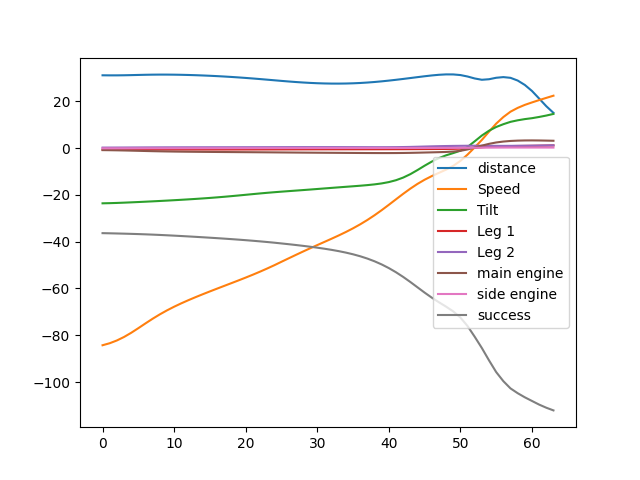 20
0
−20
−40
−60
−80
−100
0 10 20 30 40 50 60
distance
Speed
Tilt
Leg 1
Leg 2
main engine
side engine
success